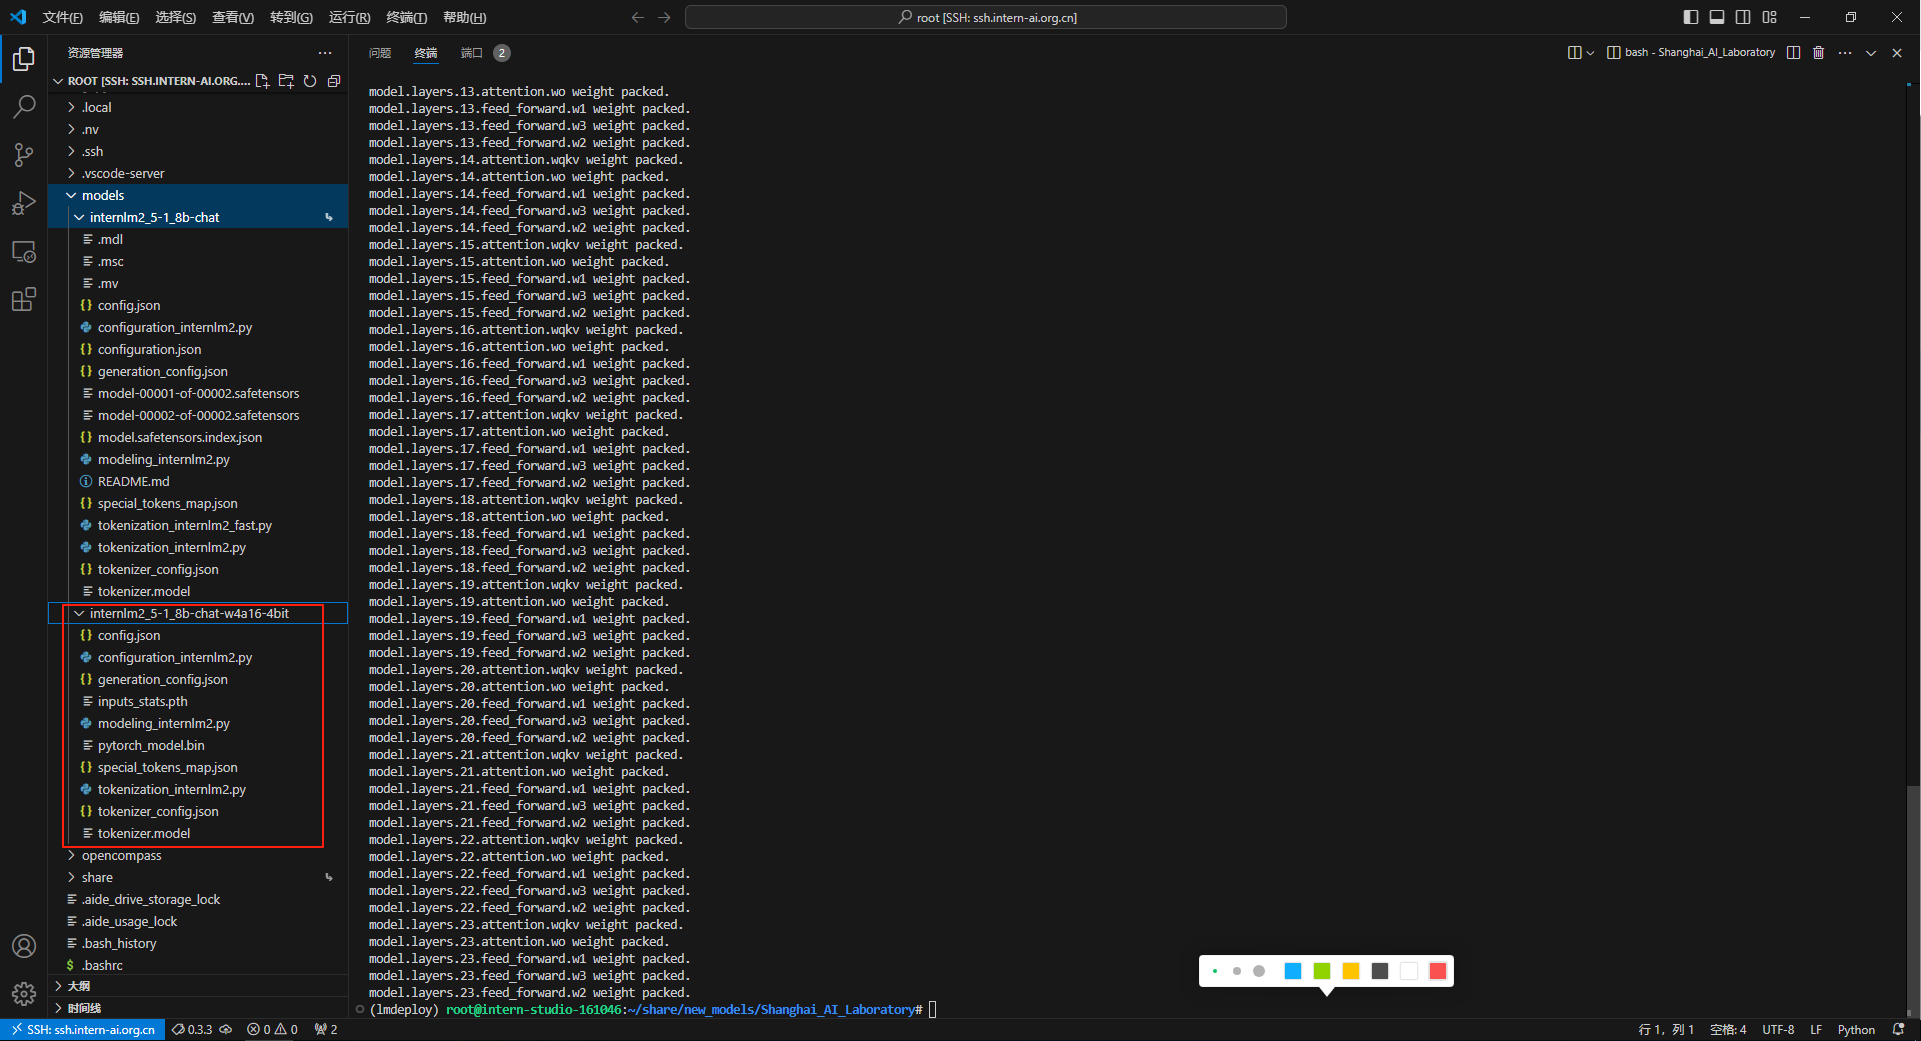 文件(F) 编辑(E) 选择(S) 查看(V) 转到(G) 运行(R) 终端(T) 帮助(H)
root [SSH: ssh.intern-ai.org.cn]
资源管理器
ROOT [SSH: SSH.INTERN-AI.ORG....
.local
.nv
.ssh
.vscode-server
models
internlm2_5-1_8b-chat
.mdl
.msc
.mv
config.json
configuration_internlm2.py
configuration.json
generation_config.json
model-00001-of-00002.safetensors
model-00002-of-00002.safetensors
model.safetensors.index.json
modeling_internlm2.py
README.md
special_tokens_map.json
tokenization_internlm2_fast.py
tokenization_internlm2.py
tokenizer_config.json
tokenizer.model
internlm2_5-1_8b-chat-w4a16-4bit
config.json
configuration_internlm2.py
generation_config.json
inputs_stats.pth
modeling_internlm2.py
pytorch_model.bin
special_tokens_map.json
tokenization_internlm2.py
tokenizer_config.json
tokenizer.model
opencompass
share
.aide_drive_storage_lock
.aide_usage_lock
.bash_history
.bashrc
大纲
时间线
问题 终端 端口 2
bash - Shanghai_AI_Laboratory
model.layers.13.attention.wo weight packed.
model.layers.13.feed_forward.w1 weight packed.
model.layers.13.feed_forward.w3 weight packed.
model.layers.13.feed_forward.w2 weight packed.
model.layers.14.attention.wqkv weight packed.
model.layers.14.attention.wo weight packed.
model.layers.14.feed_forward.w1 weight packed.
model.layers.14.feed_forward.w3 weight packed.
model.layers.14.feed_forward.w2 weight packed.
model.layers.15.attention.wqkv weight packed.
model.layers.15.attention.wo weight packed.
model.layers.15.feed_forward.w1 weight packed.
model.layers.15.feed_forward.w3 weight packed.
model.layers.15.feed_forward.w2 weight packed.
model.layers.16.attention.wqkv weight packed.
model.layers.16.attention.wo weight packed.
model.layers.16.feed_forward.w1 weight packed.
model.layers.16.feed_forward.w3 weight packed.
model.layers.16.feed_forward.w2 weight packed.
model.layers.17.attention.wqkv weight packed.
model.layers.17.attention.wo weight packed.
model.layers.17.feed_forward.w1 weight packed.
model.layers.17.feed_forward.w3 weight packed.
model.layers.17.feed_forward.w2 weight packed.
model.layers.18.attention.wqkv weight packed.
model.layers.18.attention.wo weight packed.
model.layers.18.feed_forward.w1 weight packed.
model.layers.18.feed_forward.w3 weight packed.
model.layers.18.feed_forward.w2 weight packed.
model.layers.19.attention.wqkv weight packed.
model.layers.19.attention.wo weight packed.
model.layers.19.feed_forward.w1 weight packed.
model.layers.19.feed_forward.w3 weight packed.
model.layers.19.feed_forward.w2 weight packed.
model.layers.20.attention.wqkv weight packed.
model.layers.20.attention.wo weight packed.
model.layers.20.feed_forward.w1 weight packed.
model.layers.20.feed_forward.w3 weight packed.
model.layers.20.feed_forward.w2 weight packed.
model.layers.21.attention.wqkv weight packed.
model.layers.21.attention.wo weight packed.
model.layers.21.feed_forward.w1 weight packed.
model.layers.21.feed_forward.w3 weight packed.
model.layers.21.feed_forward.w2 weight packed.
model.layers.22.attention.wqkv weight packed.
model.layers.22.attention.wo weight packed.
model.layers.22.feed_forward.w1 weight packed.
model.layers.22.feed_forward.w3 weight packed.
model.layers.22.feed_forward.w2 weight packed.
model.layers.23.attention.wqkv weight packed.
model.layers.23.attention.wo weight packed.
model.layers.23.feed_forward.w1 weight packed.
model.layers.23.feed_forward.w3 weight packed.
model.layers.23.feed_forward.w2 weight packed.
(lmdeploy) root@intern-studio-161046:~/share/new_models/Shanghai_AI_Laboratory#
SSH: ssh.intern-ai.org.cn 0.3.3 0 0 2
行 1, 列 1 空格: 4 UTF-8 LF Python